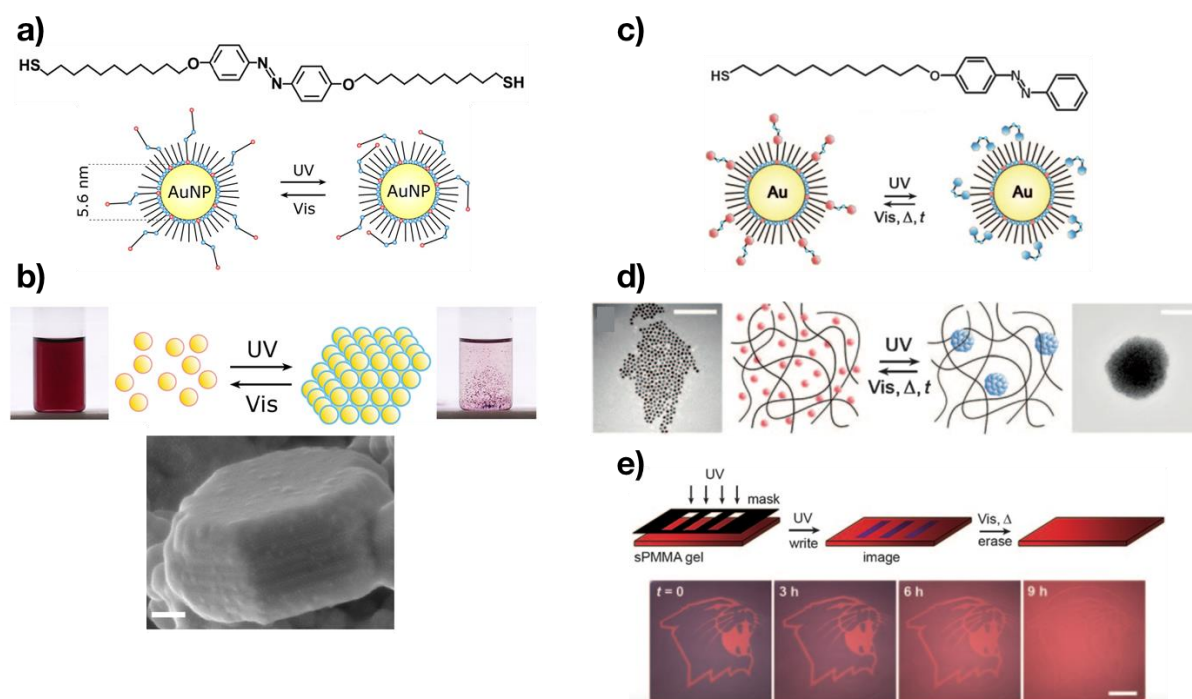 a)
HS
O
N
N
O
SH
5.6 nm
AuNP
UV
Vis
AuNP
b)
UV
Vis
c)
HS
O
N
N
Au
UV
Vis, Δ, t
Au
d)
UV
Vis, Δ, t
e)
UV
mask
sPMMA gel
UV
write
image
Vis, Δ
erase
t = 0
3 h
6 h
9 h